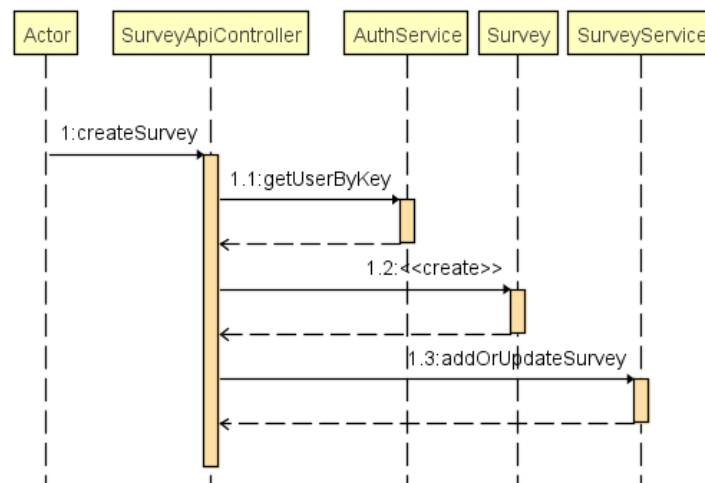 Actor
SurveyApiController
AuthService
Survey
SurveyService
1:createSurvey
1.1:getUserByKey
1.2:<<create>>
1.3:addOrUpdateSurvey